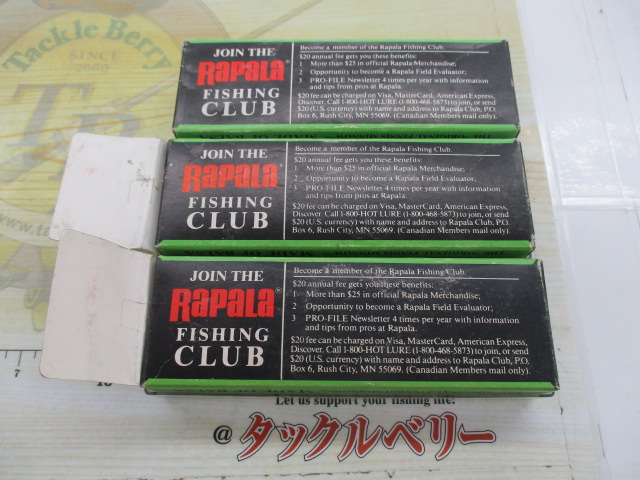 Tackle Berry
SINCE
JOIN THE
Rapala®
FISHING
CLUB
Become a member of the Rapala Fishing Club.
$20 annual fee gets you these benefits:
1 More than $25 in official Rapala Merchandise;
2 Opportunity to become a Rapala Field Evaluator;
3 PRO-FILE Newsletter 4 times per year with information
and tips from pros at Rapala.
$20 fee can be charged on Visa, MasterCard, American Express,
Discover. Call 1-800-HOT LURE (1-800-468-5873) to join, or send
$20 (U.S. currency) with name and address to Rapala Club, P.O.
Box 6, Rush City, MN 55069. (Canadian Members mail only).
JOIN THE
Rapala®
FISHING
CLUB
Become a member of the Rapala Fishing Club.
$20 annual fee gets you these benefits:
1 More than $25 in official Rapala Merchandise;
2 Opportunity to become a Rapala Field Evaluator;
3 PRO-FILE Newsletter 4 times per year with information
and tips from pros at Rapala.
$20 fee can be charged on Visa, MasterCard, American Express,
Discover. Call 1-800-HOT LURE (1-800-468-5873) to join, or send
$20 (U.S. currency) with name and address to Rapala Club, P.O.
Box 6, Rush City, MN 55069. (Canadian Members mail only).
JOIN THE
Rapala®
FISHING
CLUB
Become a member of the Rapala Fishing Club.
$20 annual fee gets you these benefits:
1 More than $25 in official Rapala Merchandise;
2 Opportunity to become a Rapala Field Evaluator;
3 PRO-FILE Newsletter 4 times per year with information
and tips from pros at Rapala.
$20 fee can be charged on Visa, MasterCard, American Express,
Discover. Call 1-800-HOT LURE (1-800-468-5873) to join, or send
$20 (U.S. currency) with name and address to Rapala Club, P.O.
Box 6, Rush City, MN 55069. (Canadian Members mail only).
Let us support your fishing life!
@タックルベリー